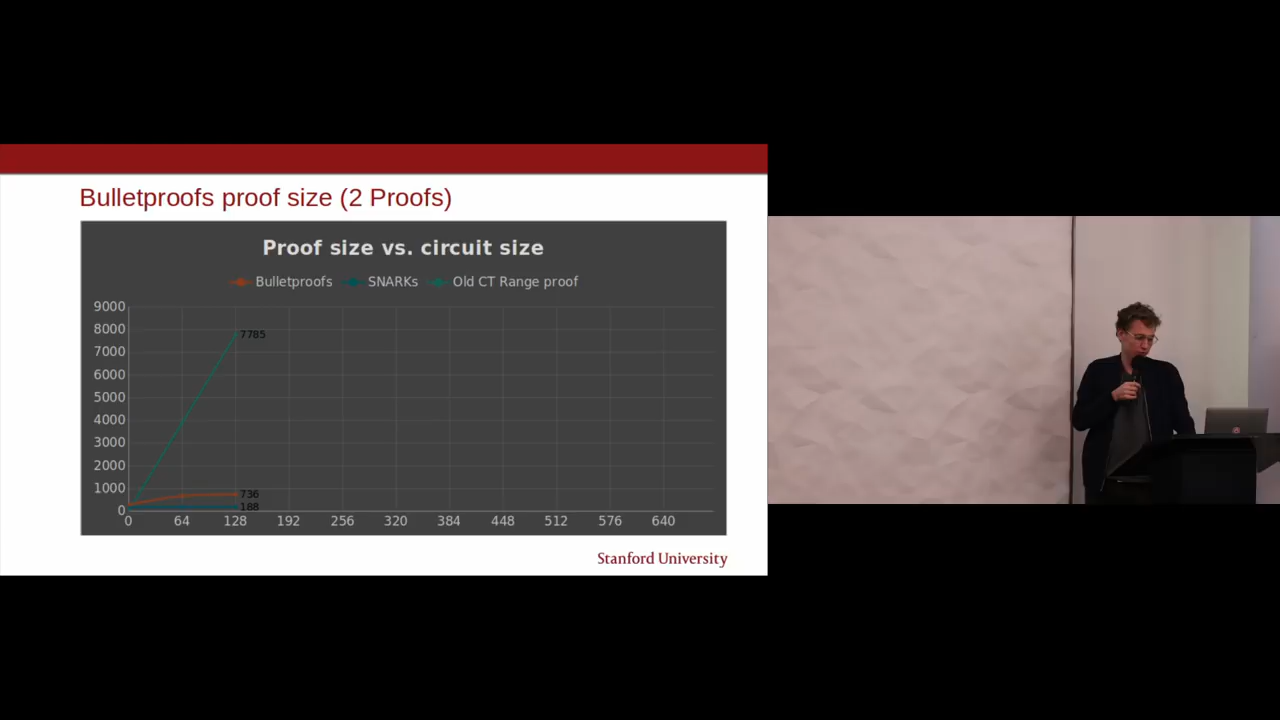 Bulletproofs proof size (2 Proofs)
Proof size vs. circuit size
Bulletproofs SNARKs Old CT Range proof
9000
8000
7785
7000
6000
5000
4000
3000
2000
1000
736
188
0
0 64 128 192 256 320 384 448 512 576 640
Stanford University